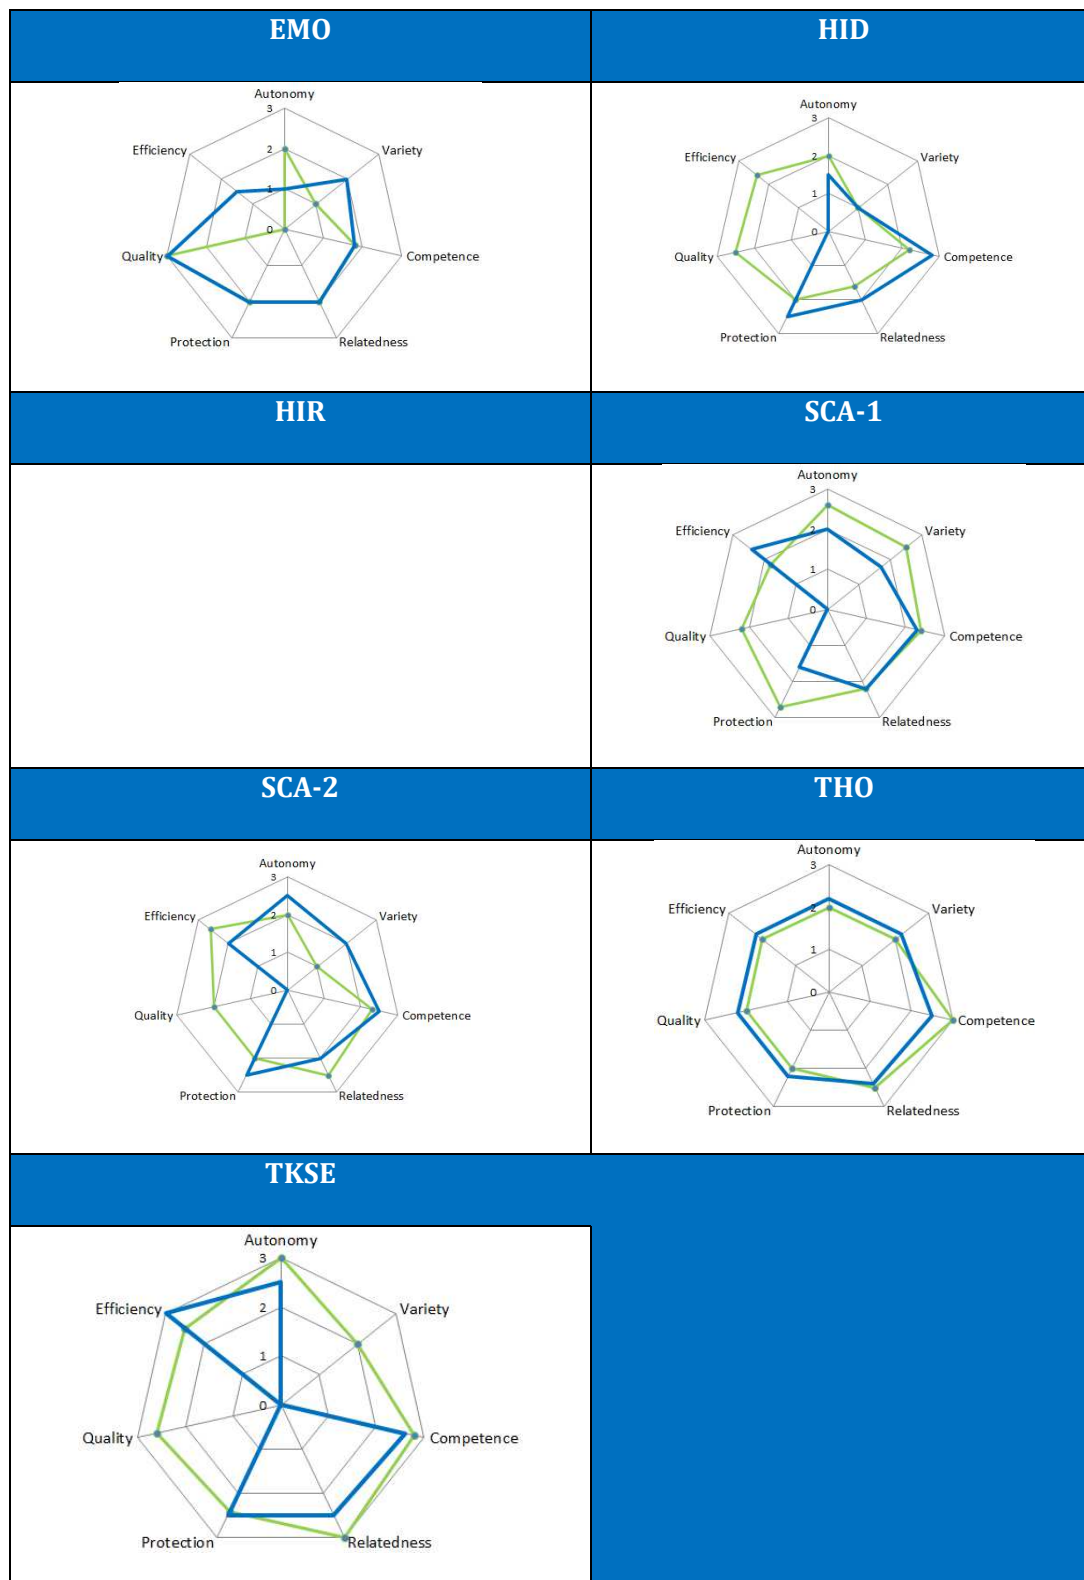 EMO
HID
Autonomy
3
Efficiency
Variety
2
1
0
Quality
Competence
Protection
Relatedness
Autonomy
3
Efficiency
Variety
2
1
0
Quality
Competence
Protection
Relatedness
HIR
SCA-1
Autonomy
3
Efficiency
Variety
2
1
0
Quality
Competence
Protection
Relatedness
SCA-2
THO
Autonomy
3
Efficiency
Variety
2
1
0
Quality
Competence
Protection
Relatedness
Autonomy
3
Efficiency
Variety
2
1
0
Quality
Competence
Protection
Relatedness
TKSE
Autonomy
3
Efficiency
Variety
2
1
0
Quality
Competence
Protection
Relatedness